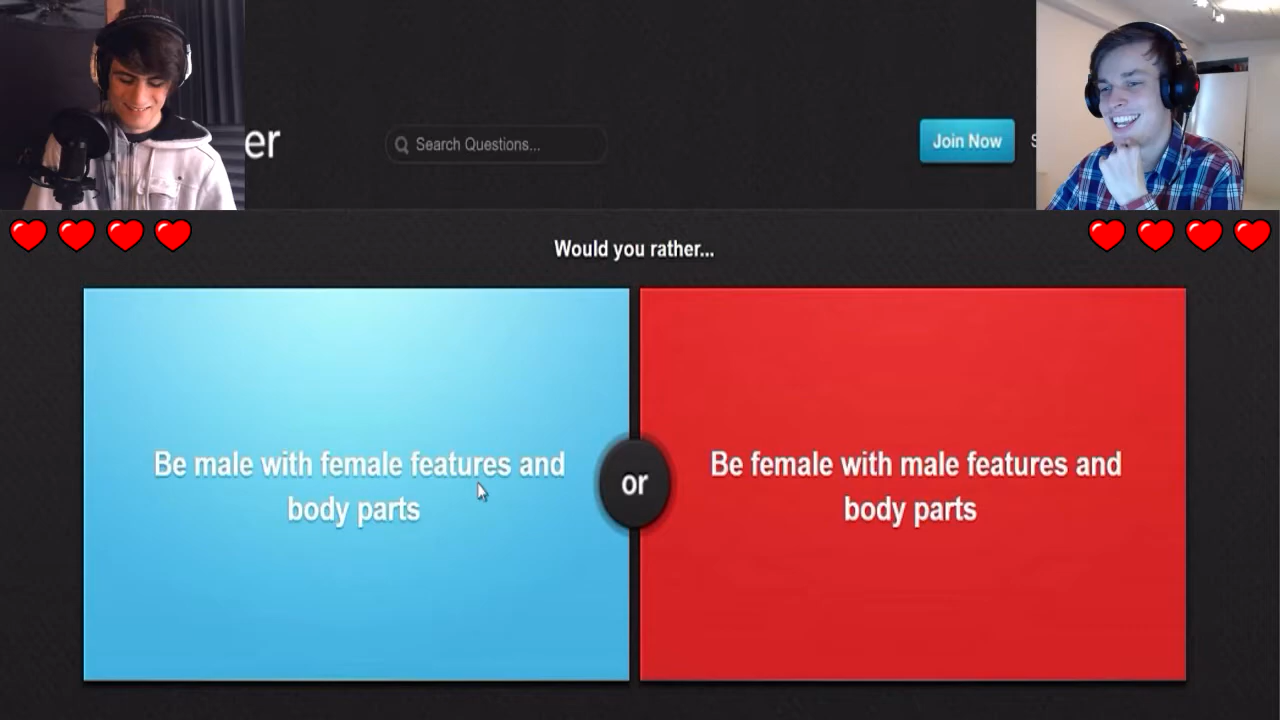 er
Search Questions...
Join Now
S
Would you rather...
Be male with female features and
body parts
or
Be female with male features and
body parts